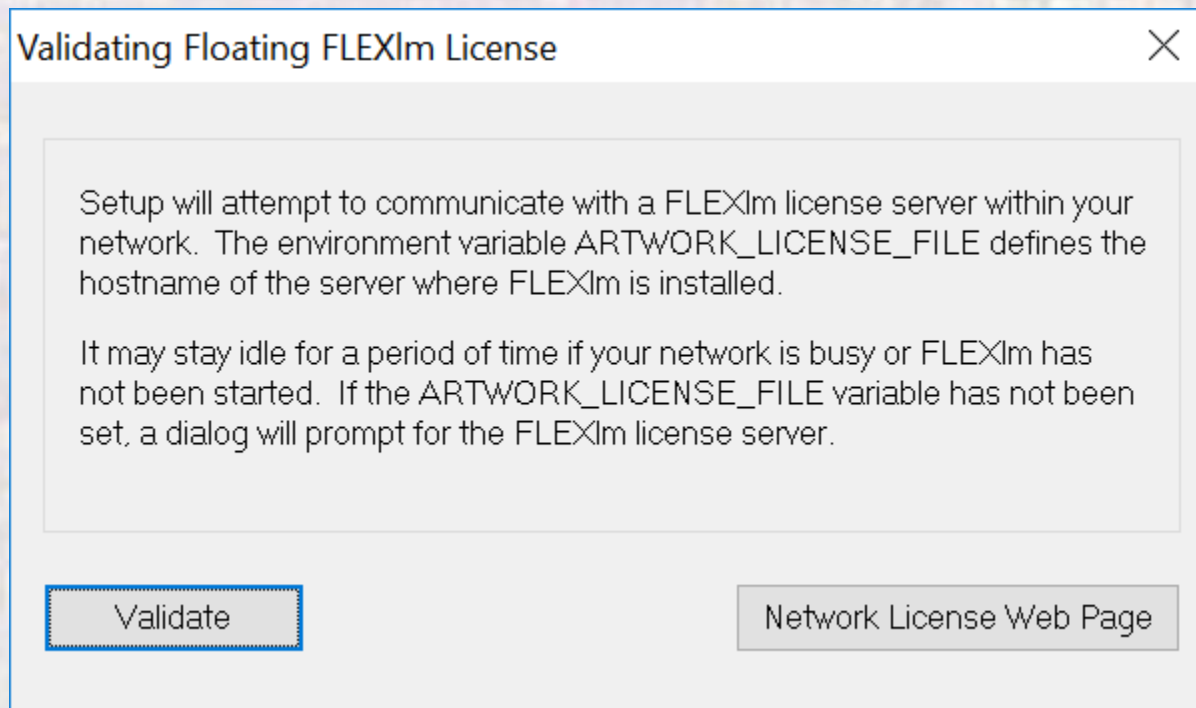 Validating Floating FLEXlm License
Setup will attempt to communicate with a FLEXlm license server within your
network.  The environment variable ARTWORK_LICENSE_FILE defines the
hostname of the server where FLEXlm is installed.
It may stay idle for a period of time if your network is busy or FLEXlm has
not been started.  If the ARTWORK_LICENSE_FILE variable has not been
set, a dialog will prompt for the FLEXlm license server.
Validate
Network License Web Page